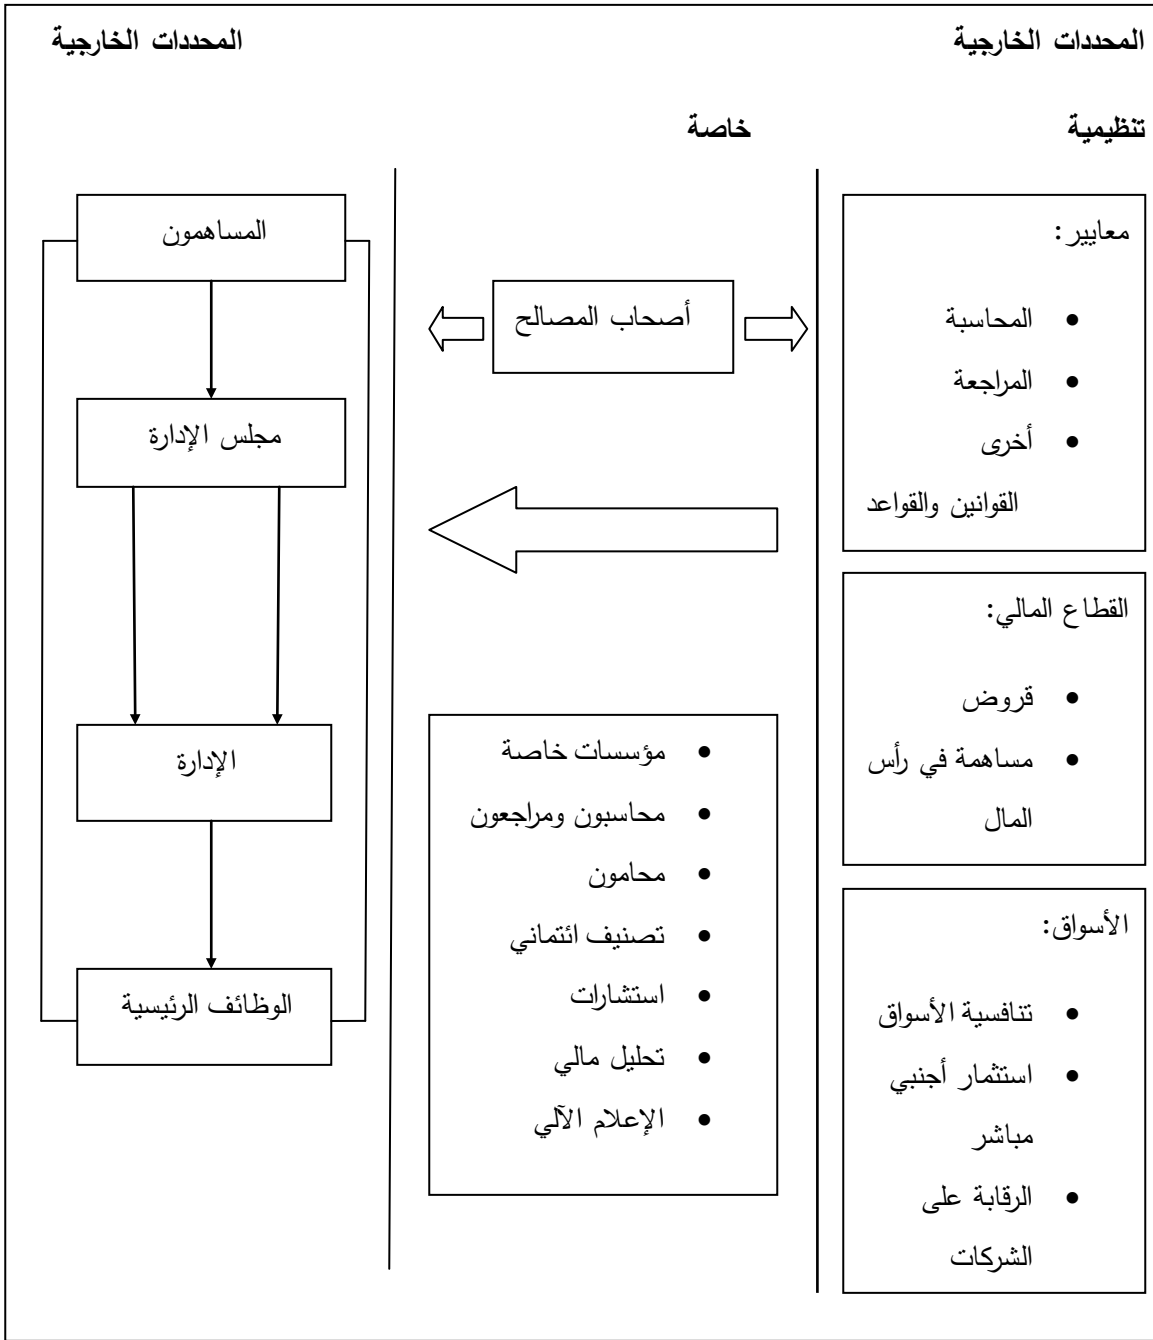 المحددات الخارجية
المحددات الخارجية
تنظيمية
خاصة
معايير:
• المحاسبة
• المراجعة
• أخرى
القوانين والقواعد
القطاع المالي:
• قروض
• مساهمة في رأس
المال
الأسواق:
• تنافسية الأسواق
• استثمار أجنبي
مباشر
• الرقابة على
الشركات
أصحاب المصالح
• مؤسسات خاصة
• محاسبون ومراجعون
• محامون
• تصنيف ائتماني
• استشارات
• تحليل مالي
• الإعلام الآلي
المساهمون
مجلس الإدارة
الإدارة
الوظائف الرئيسية